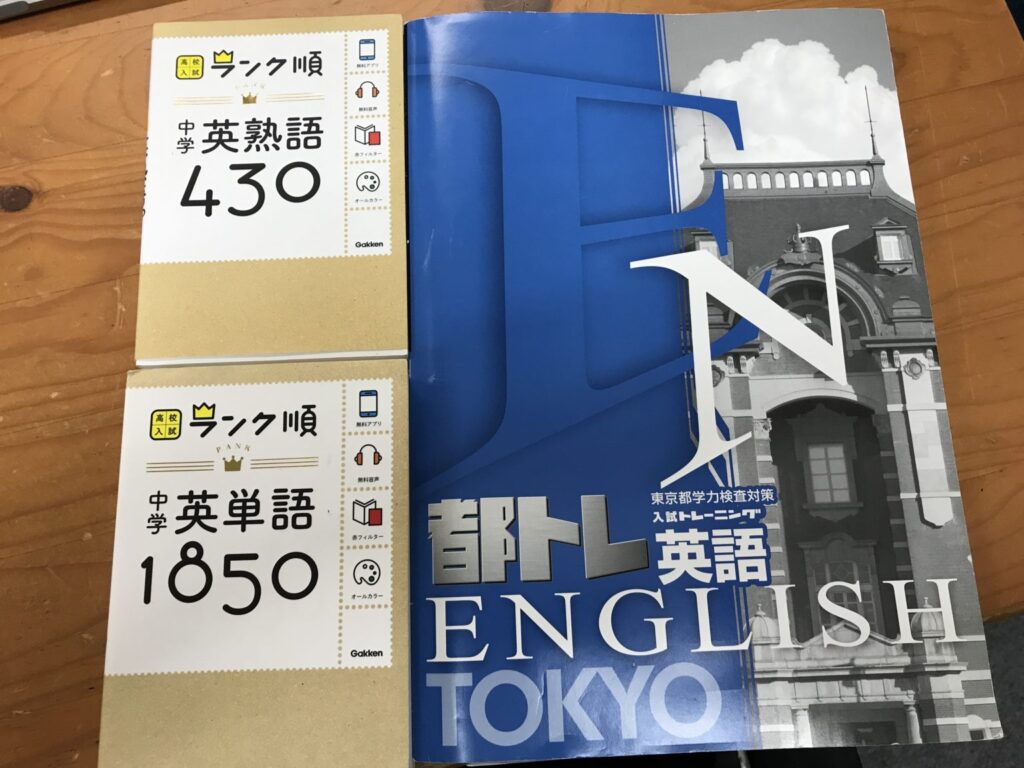 高校入試
ランク順
RANK
中学
英熟語
430
無料アプリ
無料音声
赤フィルター
オールカラー
Gakken
高校入試
ランク順
RANK
中学
英単語
1850
無料アプリ
無料音声
赤フィルター
オールカラー
Gakken
EN
都トレ
東京都学力検査対策
入試トレーニング
英語
ENGLISH
TOKYO